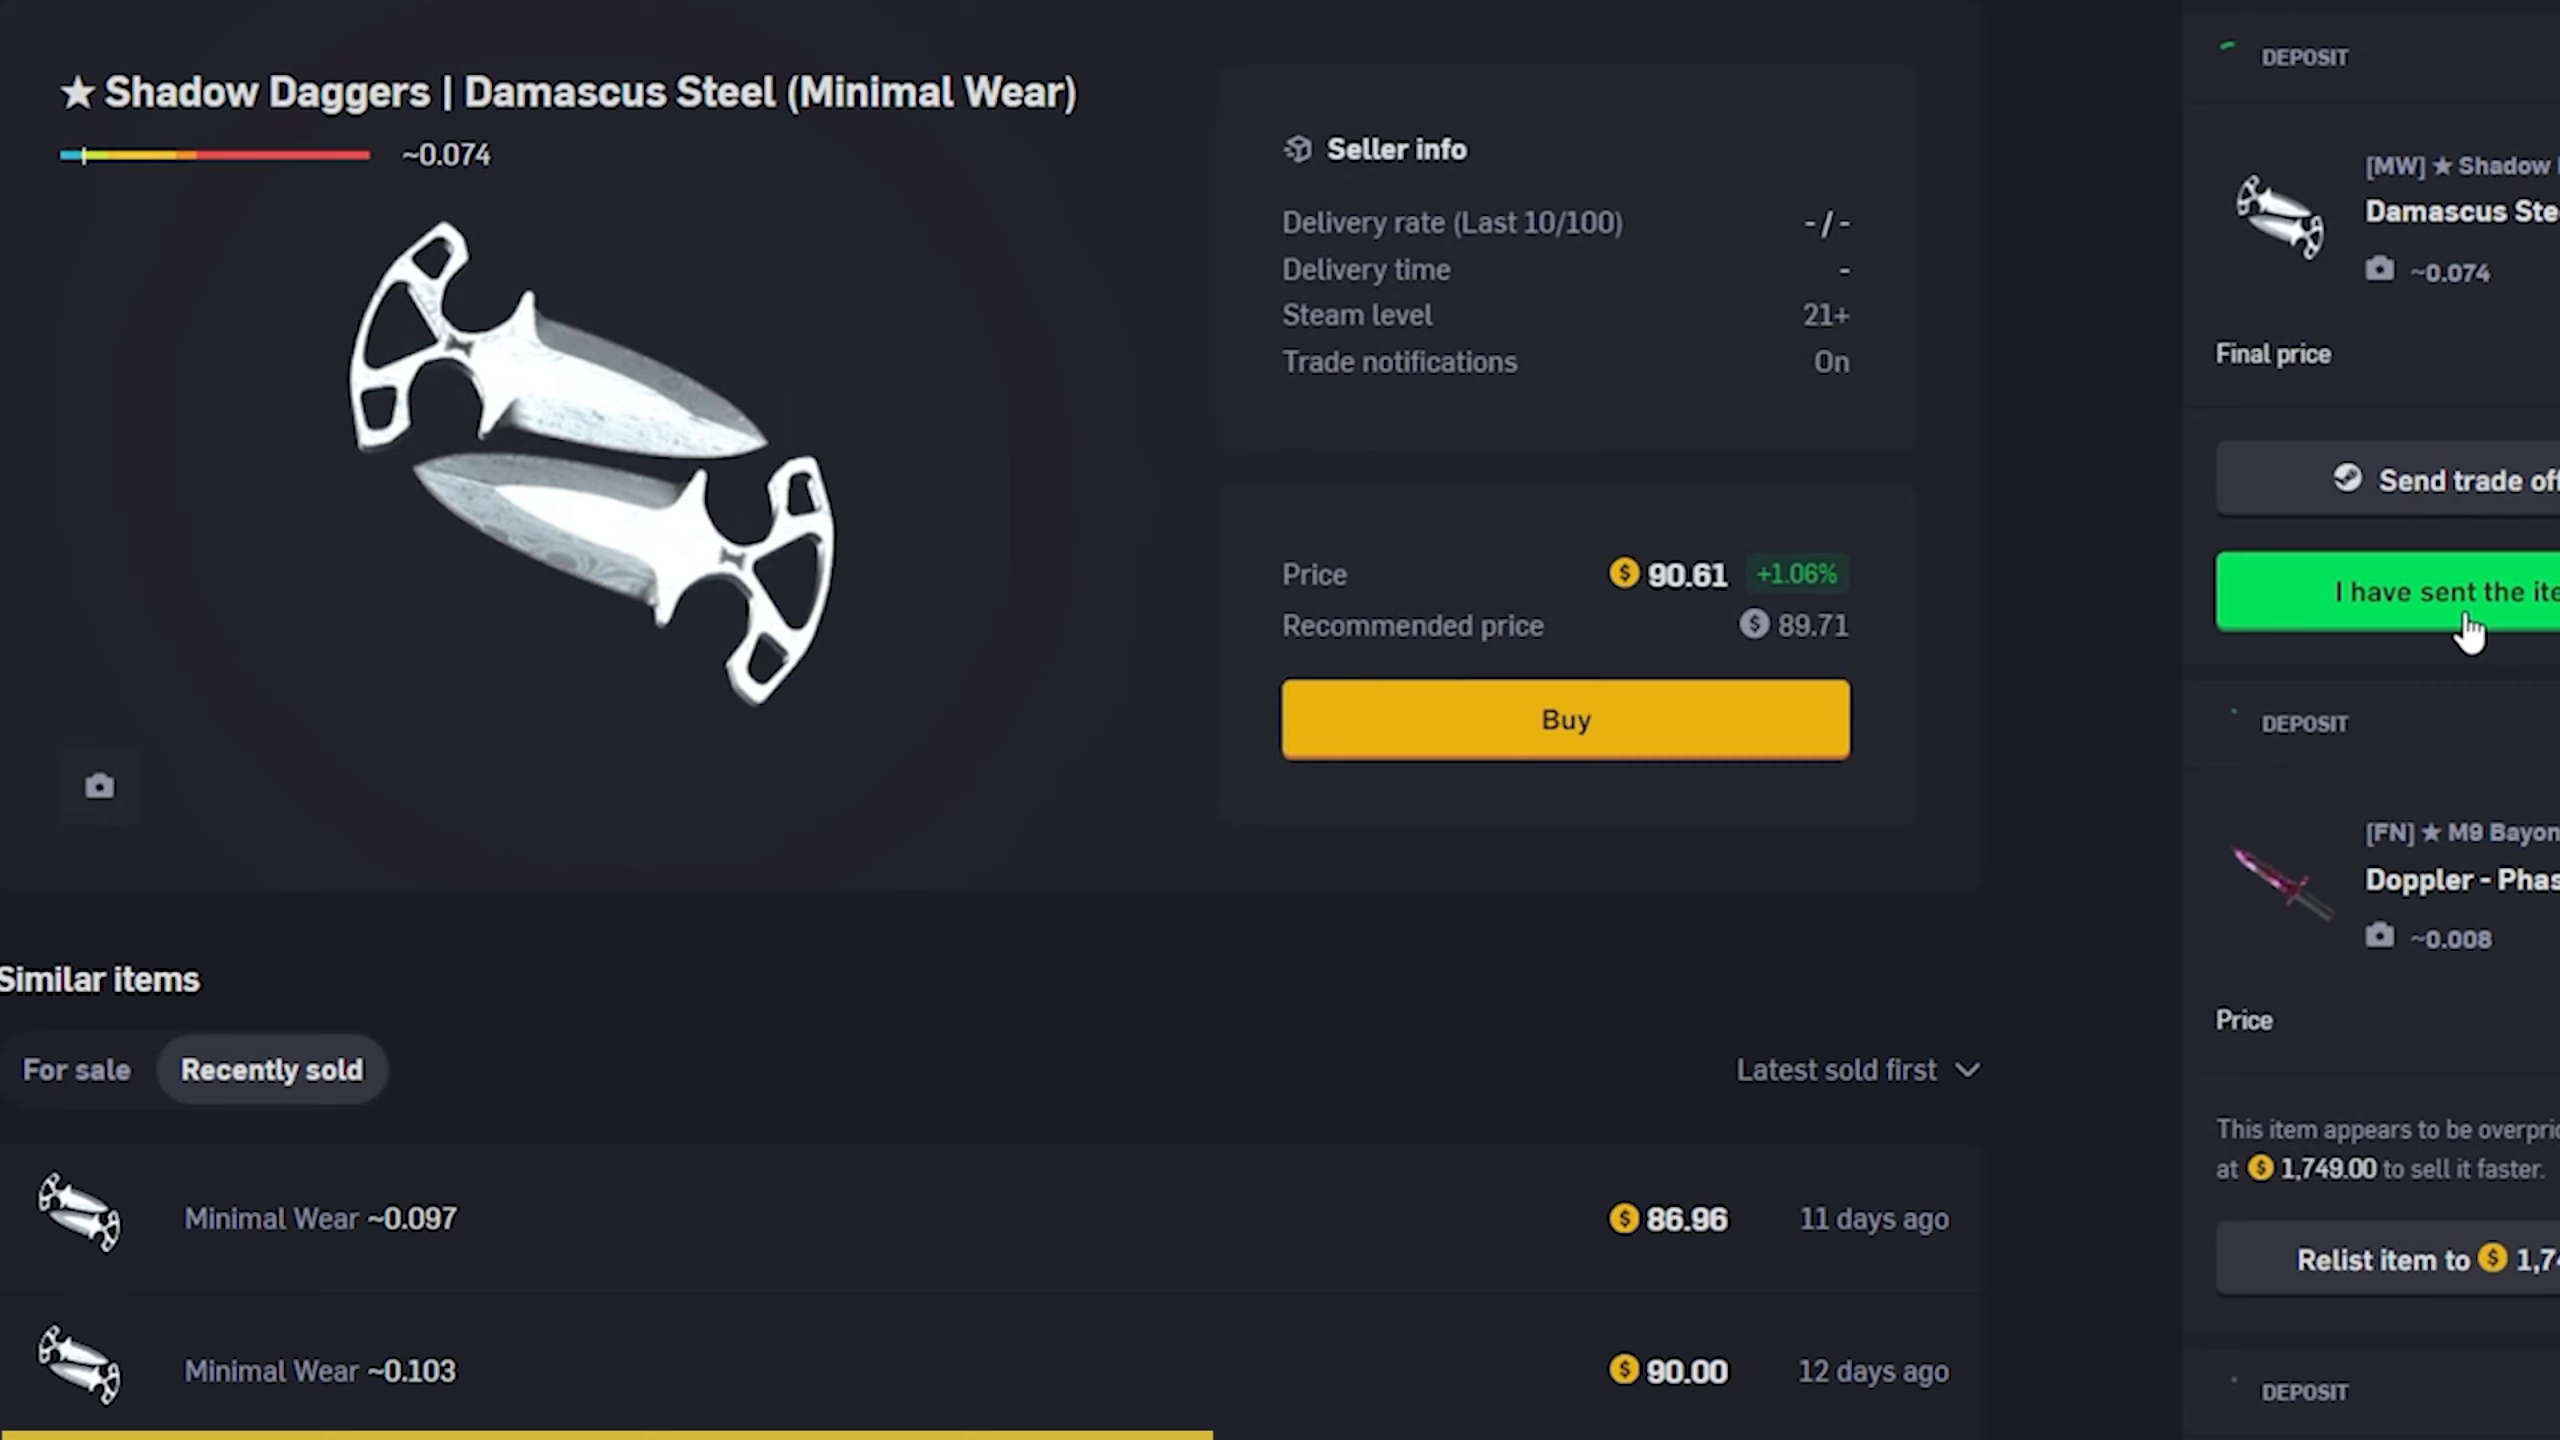 ★ Shadow Daggers | Damascus Steel (Minimal Wear)
~0.074
Seller info
Delivery rate (Last 10/100) - / -
Delivery time -
Steam level 21+
Trade notifications On
Price 90.61 +1.06%
Recommended price 89.71
Buy
Similar items
For sale Recently sold Latest sold first
Minimal Wear ~0.097 86.96 11 days ago
Minimal Wear ~0.103 90.00 12 days ago
DEPOSIT
[MW] ★ Shadow
Damascus Ste
~0.074
Final price
Send trade off
I have sent the ite
DEPOSIT
[FN] ★ M9 Bayon
Doppler - Phas
~0.008
Price
This item appears to be overpric
at 1,749.00 to sell it faster.
Relist item to 1,74
DEPOSIT